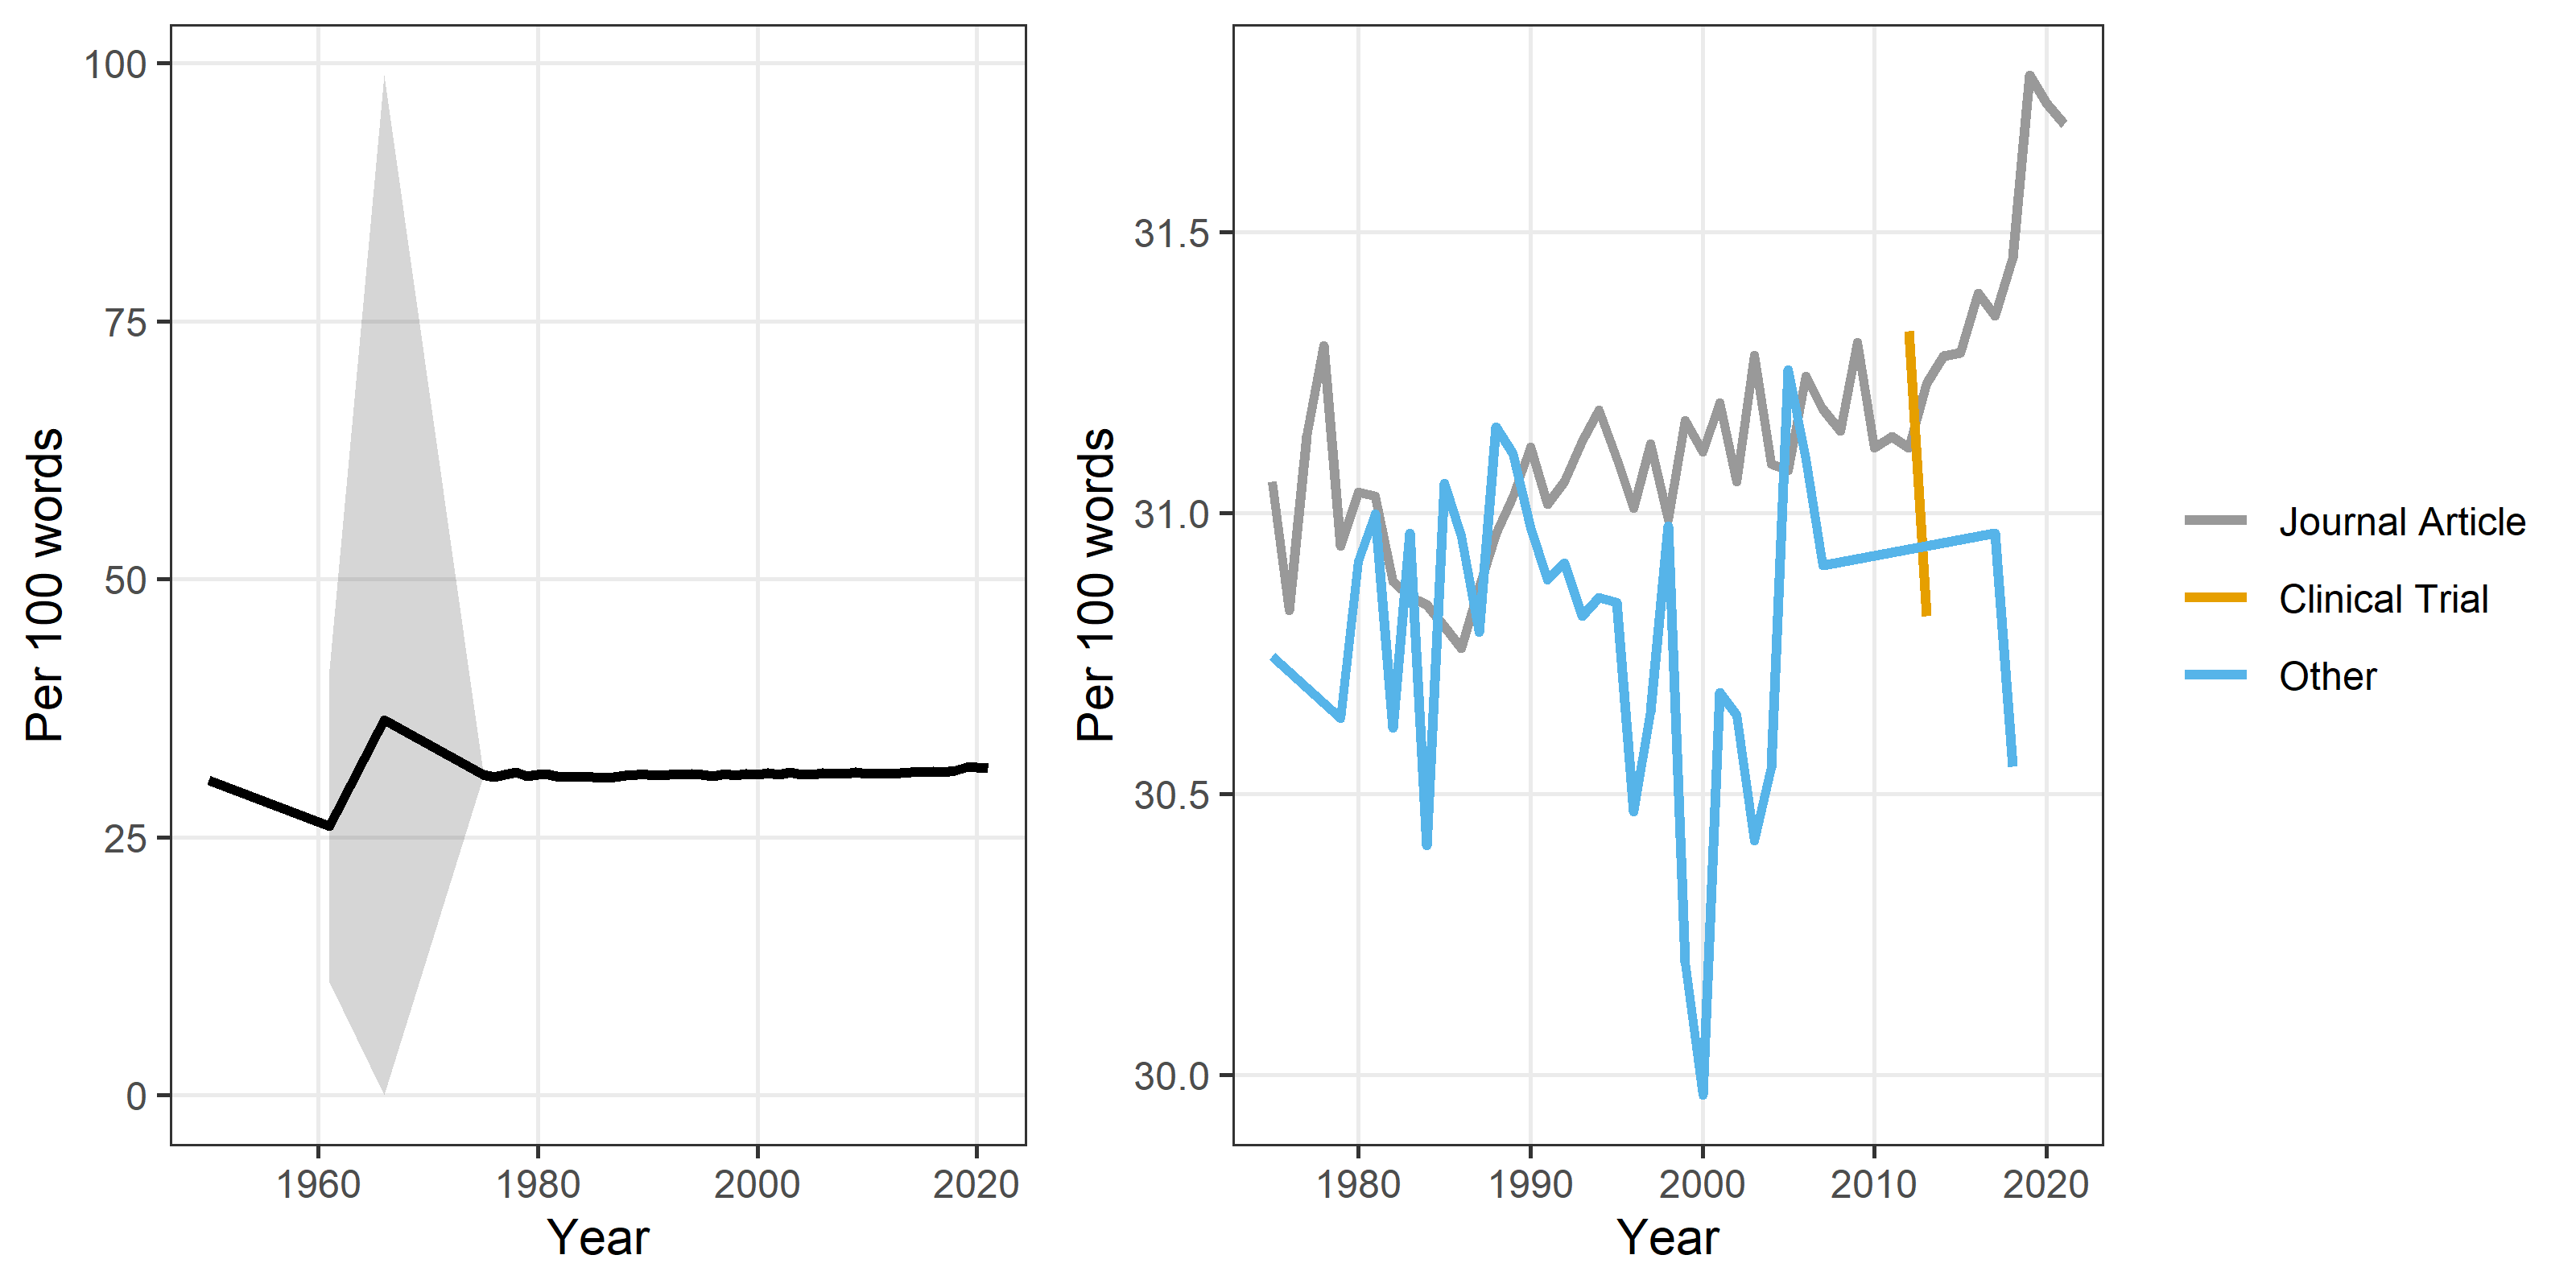 Per 100 words
100
75
50
25
0
1960 1980 2000 2020
Year
Per 100 words
31.5
31.0
30.5
30.0
1980 1990 2000 2010 2020
Year
Journal Article
Clinical Trial
Other